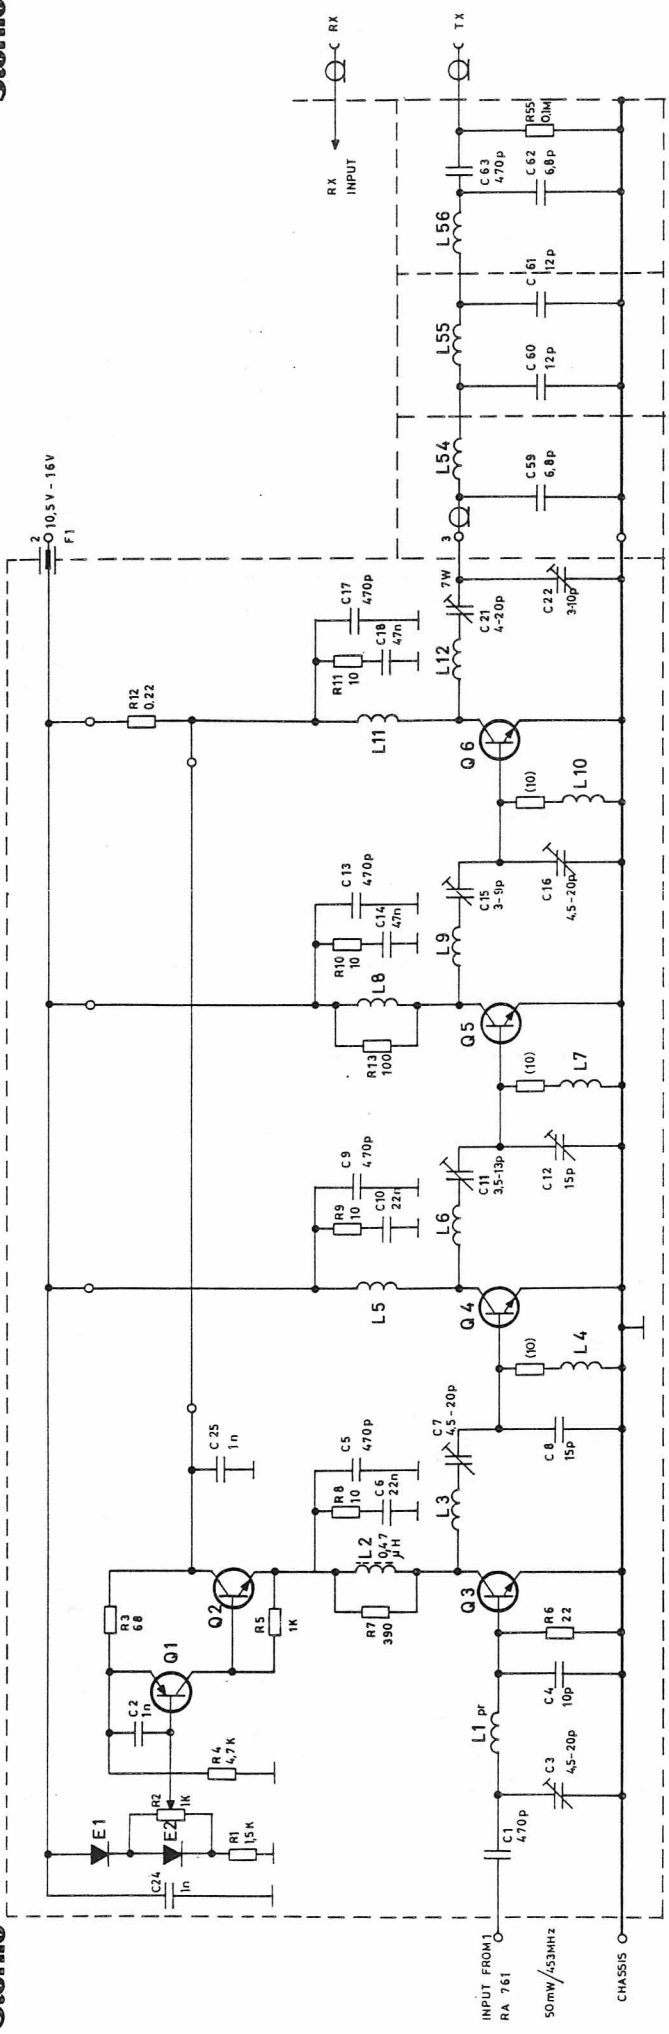 RX
TX
RX
INPUT
R55
0,1M
C 63
470p
C 62
6,8p
L56
C 61
12p
L55
C 60
12p
L54
C59
6,8p
3
2
10,5V - 16V
F1
7W
C17
470p
C18
47n
R11
10
R12
0.22
L11
L12
C21
4-20p
C22
3-10p
Q6
(10)
L10
C13
470p
C14
47n
R10
10
L8
R13
100
L9
C15
3-9p
C16
4,5-20p
Q5
(10)
L7
C9
470p
C10
22n
R9
10
L5
L6
C11
3,5-13p
C12
15p
Q4
(10)
L4
C25
1n
C5
470p
C6
22n
R8
10
L2
0,47
µH
R7
390
L3
C7
4,5-20p
C8
15p
Q3
R3
68
Q2
R5
1K
Q1
C2
1n
R4
4,7K
R2
1K
E1
E2
R1
1,5K
C24
1n
R6
22
C4
10p
L1 pr
C3
4,5-20p
C1
470p
INPUT FROM 1
RA 761
50mW/453MHz
CHASSIS